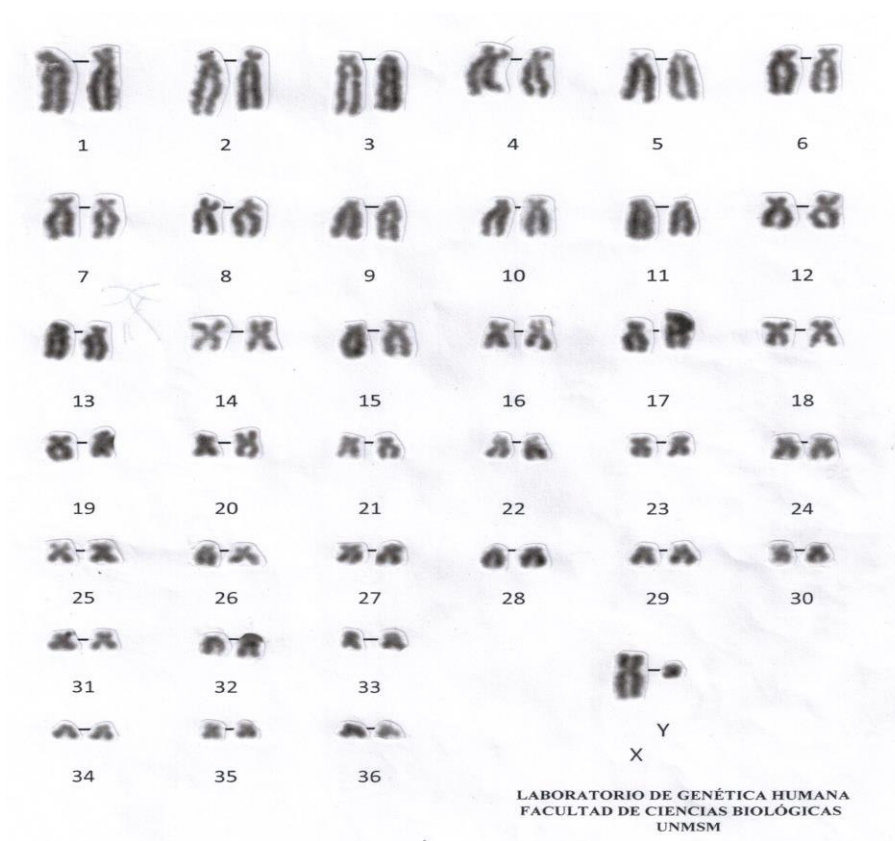 1 2 3 4 5 6
7 8 9 10 11 12
13 14 15 16 17 18
19 20 21 22 23 24
25 26 27 28 29 30
31 32 33
Y
X
34 35 36
LABORATORIO DE GENÉTICA HUMANA
FACULTAD DE CIENCIAS BIOLÓGICAS
UNMSM